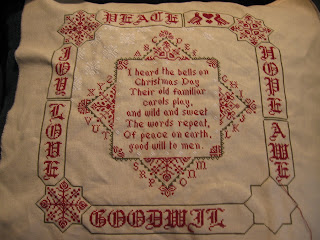 PEACE
JOY
HOPE
I heard the bells on
Christmas Day
Their old familiar
carols play,
and wild and sweet
The words repeat,
Of peace on earth,
good will to men.
LOVE
AWE
GOODWIL